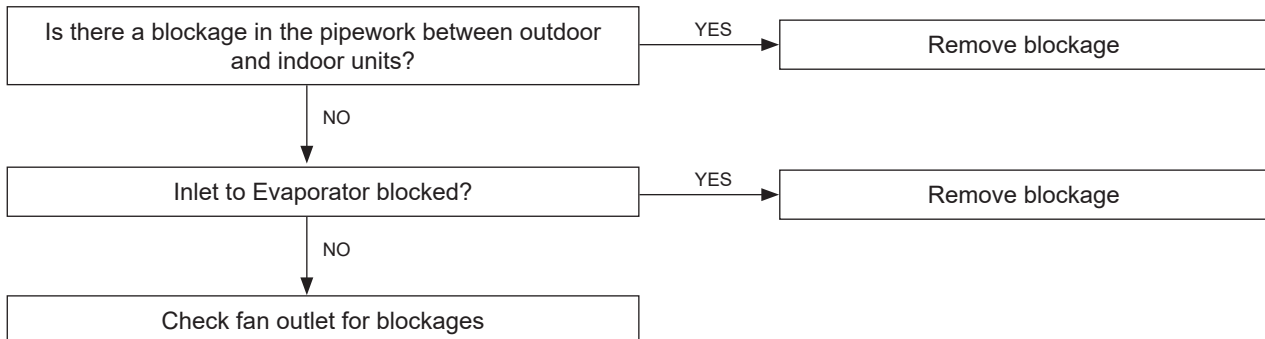 Is there a blockage in the pipework between outdoor
and indoor units?
YES
Remove blockage
NO
Inlet to Evaporator blocked?
YES
Remove blockage
NO
Check fan outlet for blockages